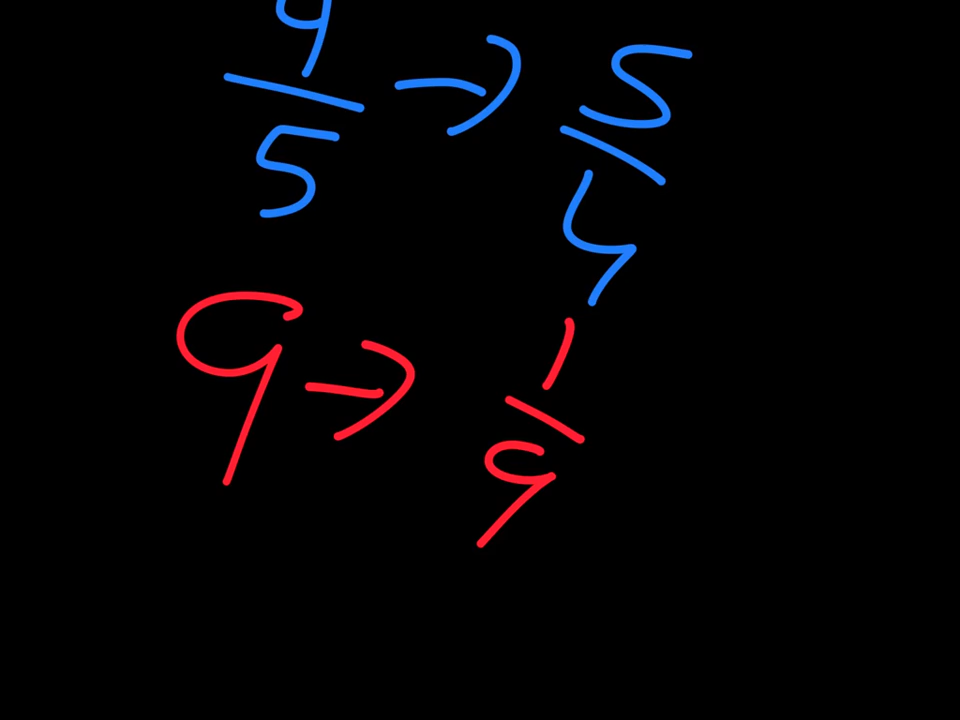 4/5 → 5/4
9 → 1/9